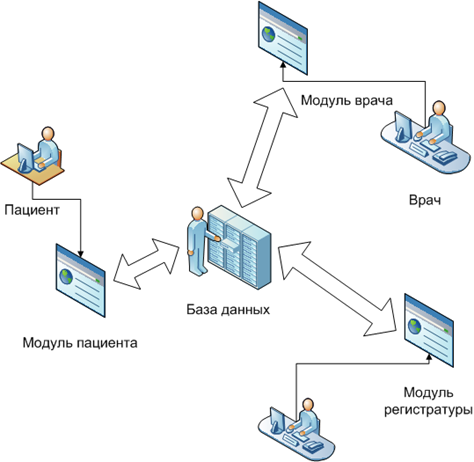 Модуль врача
Врач
Пациент
База данных
Модуль пациента
Модуль
регистратуры